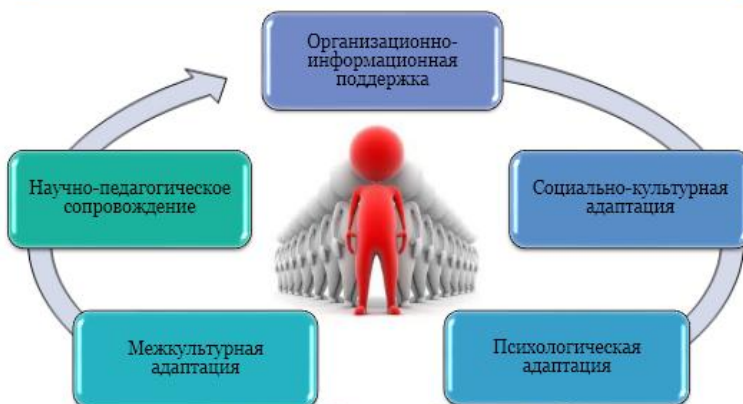 Организационно-
информационная
поддержка
Научно-педагогическое
сопровождение
Социально-культурная
адаптация
Межкультурная
адаптация
Психологическая
адаптация